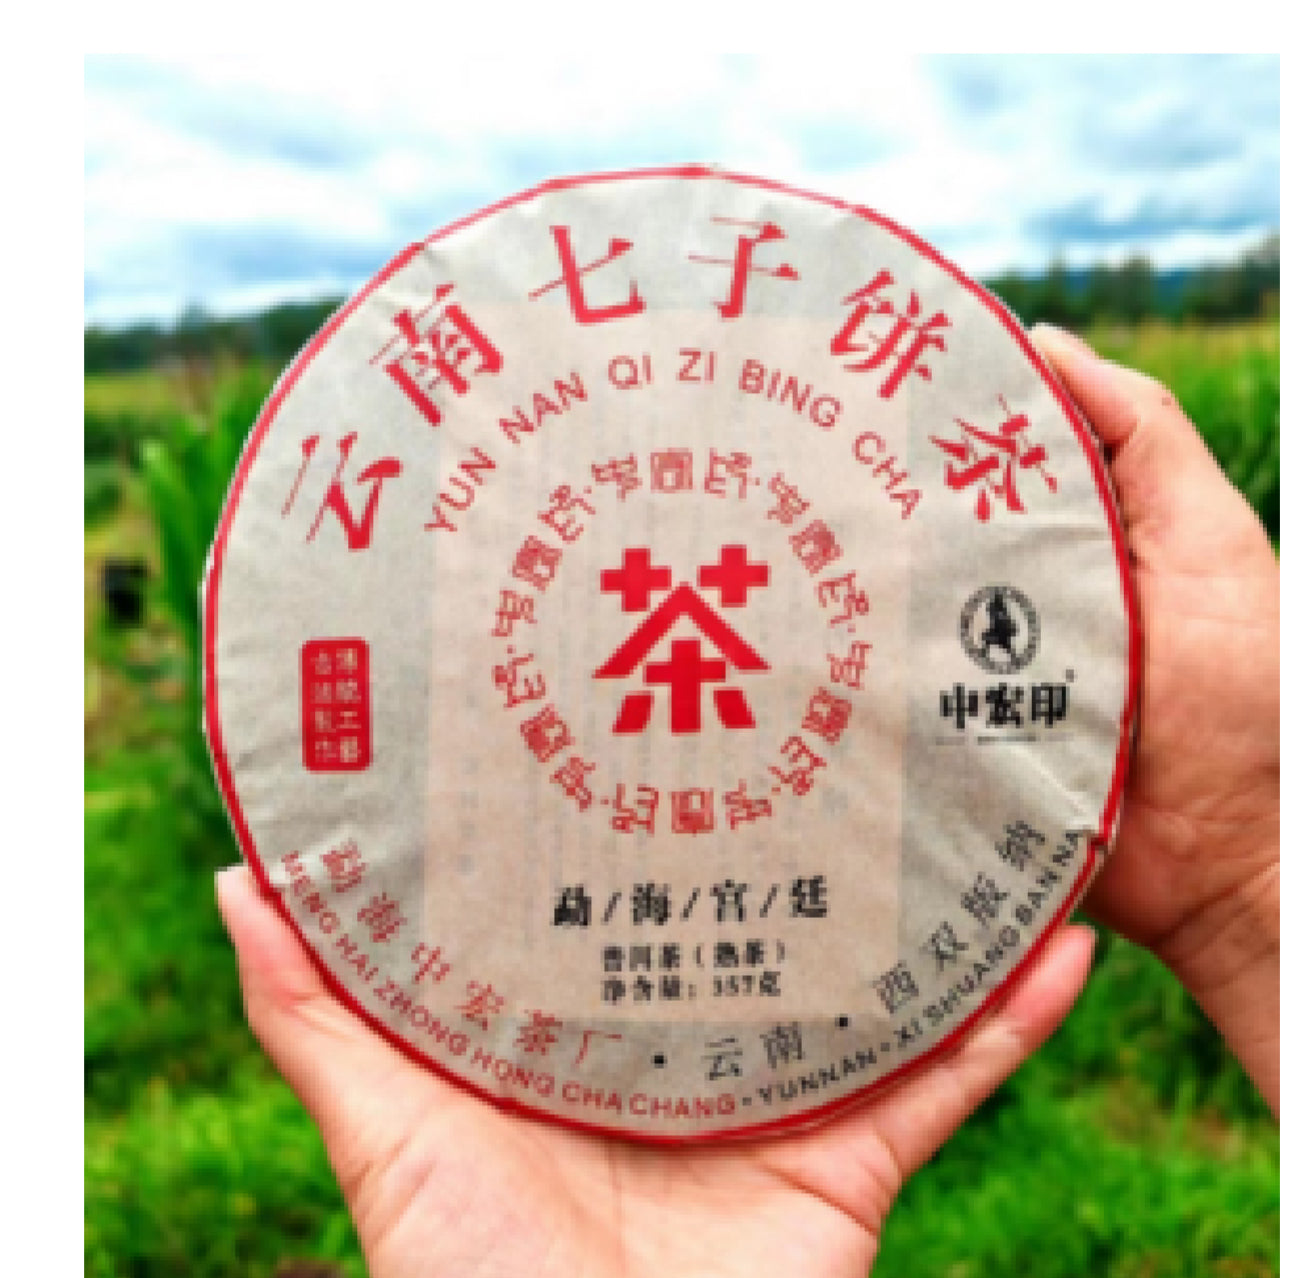 云南七子饼茶
YUN NAN QI ZI BING CHA
茶
中宏印
勐/海/宫/廷
普洱茶（熟茶）
净含量：357克
勐海中宏茶厂·云南·西双版纳
MENG HAI ZHONG HONG CHA CHANG·YUNNAN·XI SHUANG BAN NA